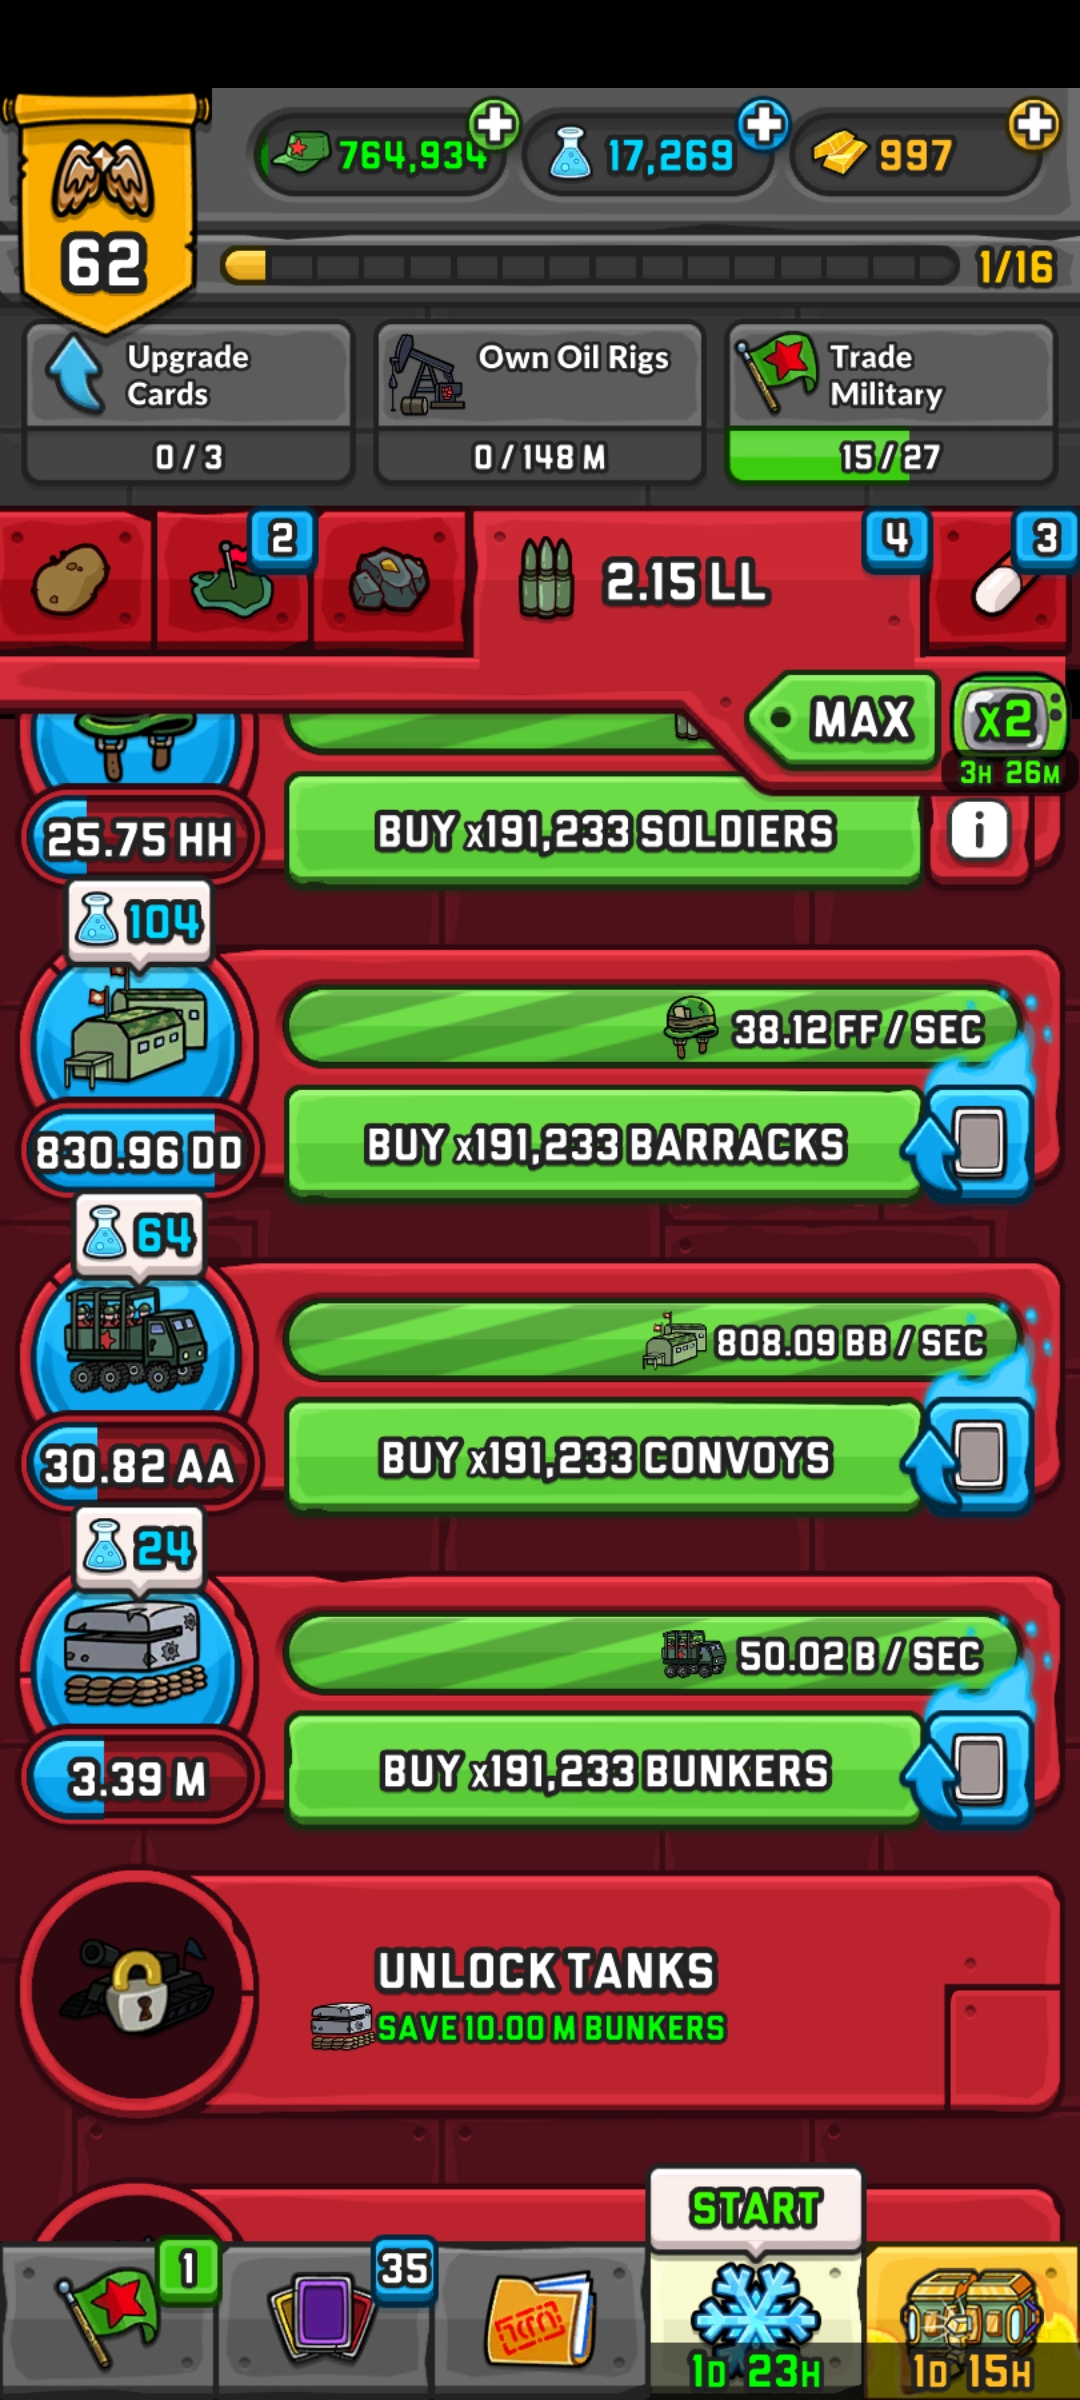 764,934
17,269
997
62
1/16
Upgrade
Cards
0 / 3
Own Oil Rigs
0 / 148 M
Trade
Military
15 / 27
2
2.15 LL
4
3
MAX
x2
3H 26M
25.75 HH
BUY x191,233 SOLDIERS
i
104
38.12 FF / SEC
830.96 DD
BUY x191,233 BARRACKS
64
808.09 BB / SEC
30.82 AA
BUY x191,233 CONVOYS
24
50.02 B / SEC
3.39 M
BUY x191,233 BUNKERS
UNLOCK TANKS
SAVE 10.00 M BUNKERS
START
1
35
1D 23H
1D 15H